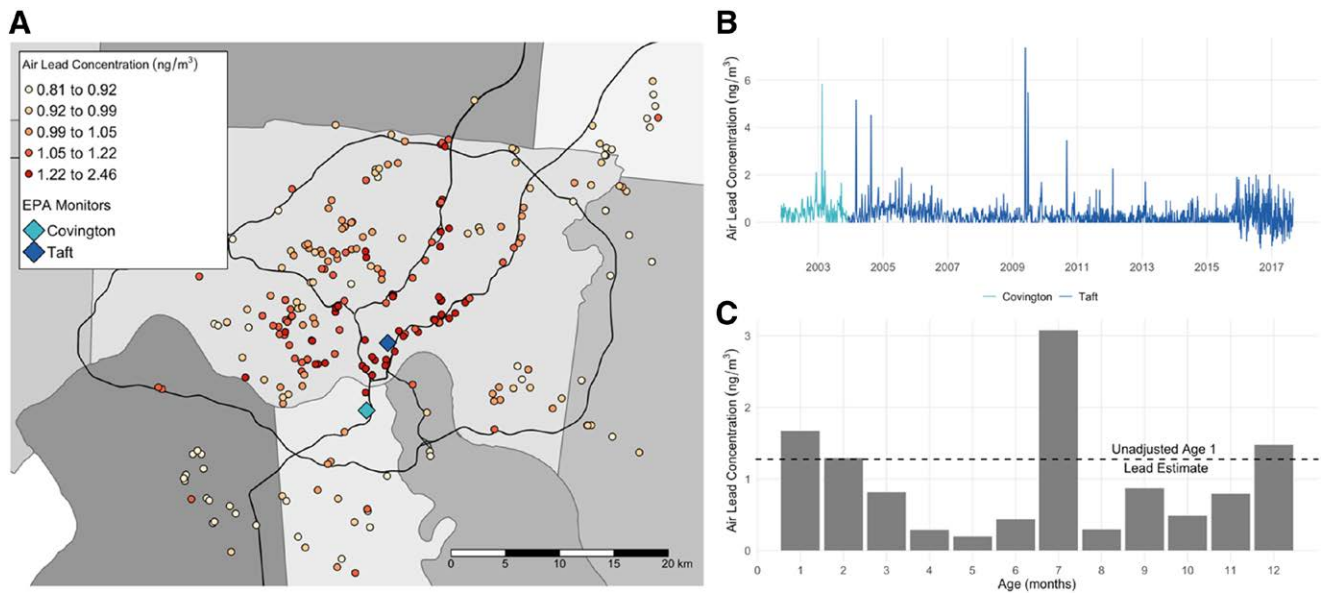 A
Air Lead Concentration (ng/m³)
0.81 to 0.92
0.92 to 0.99
0.99 to 1.05
1.05 to 1.22
1.22 to 2.46
EPA Monitors
Covington
Taft
0 5 10 15 20 km
B
Air Lead Concentration (ng/m³)
6
4
2
0
2003 2005 2007 2009 2011 2013 2015 2017
Covington Taft
C
Air Lead Concentration (ng/m³)
3
2
1
0
Unadjusted Age 1
Lead Estimate
0 1 2 3 4 5 6 7 8 9 10 11 12
Age (months)